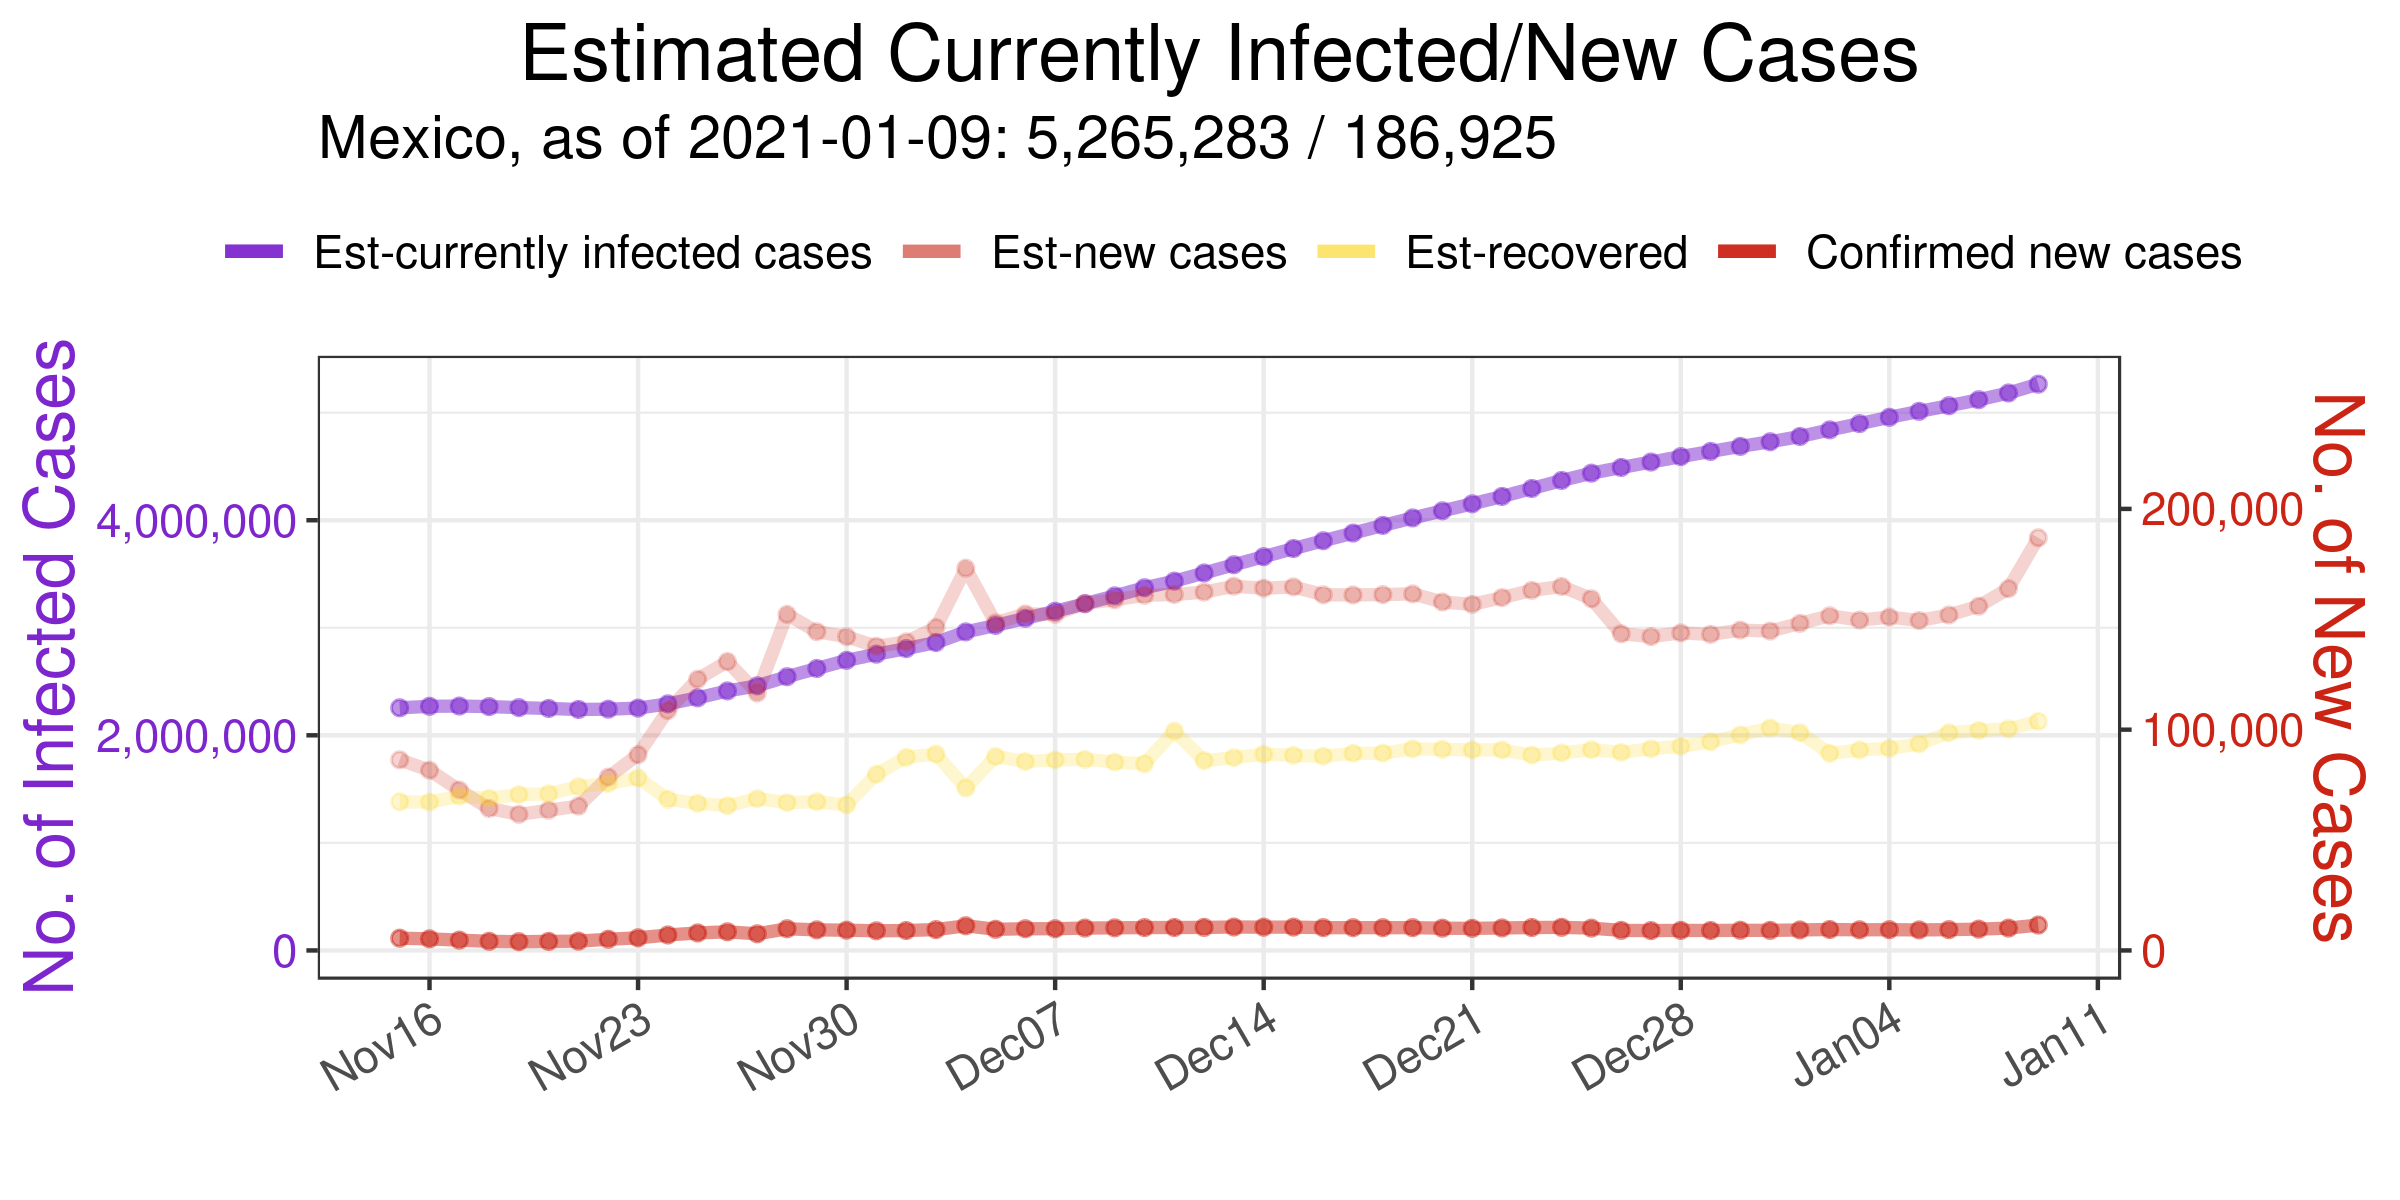 Estimated Currently Infected/New Cases
Mexico, as of 2021-01-09: 5,265,283 / 186,925
Est-currently infected cases Est-new cases Est-recovered Confirmed new cases
No. of Infected Cases
4,000,000
2,000,000
0
200,000
100,000
0
No. of New Cases
Nov16 Nov23 Nov30 Dec07 Dec14 Dec21 Dec28 Jan04 Jan11